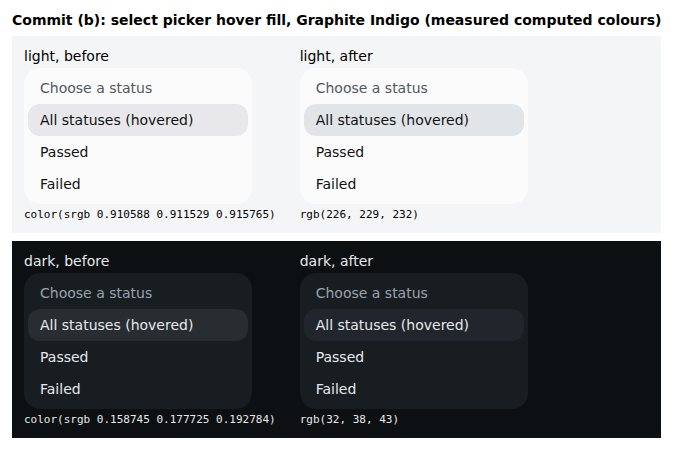 Commit (b): select picker hover fill, Graphite Indigo (measured computed colours)
light, before
Choose a status
All statuses (hovered)
Passed
Failed
color(srgb 0.910588 0.911529 0.915765)
light, after
Choose a status
All statuses (hovered)
Passed
Failed
rgb(226, 229, 232)
dark, before
Choose a status
All statuses (hovered)
Passed
Failed
color(srgb 0.158745 0.177725 0.192784)
dark, after
Choose a status
All statuses (hovered)
Passed
Failed
rgb(32, 38, 43)